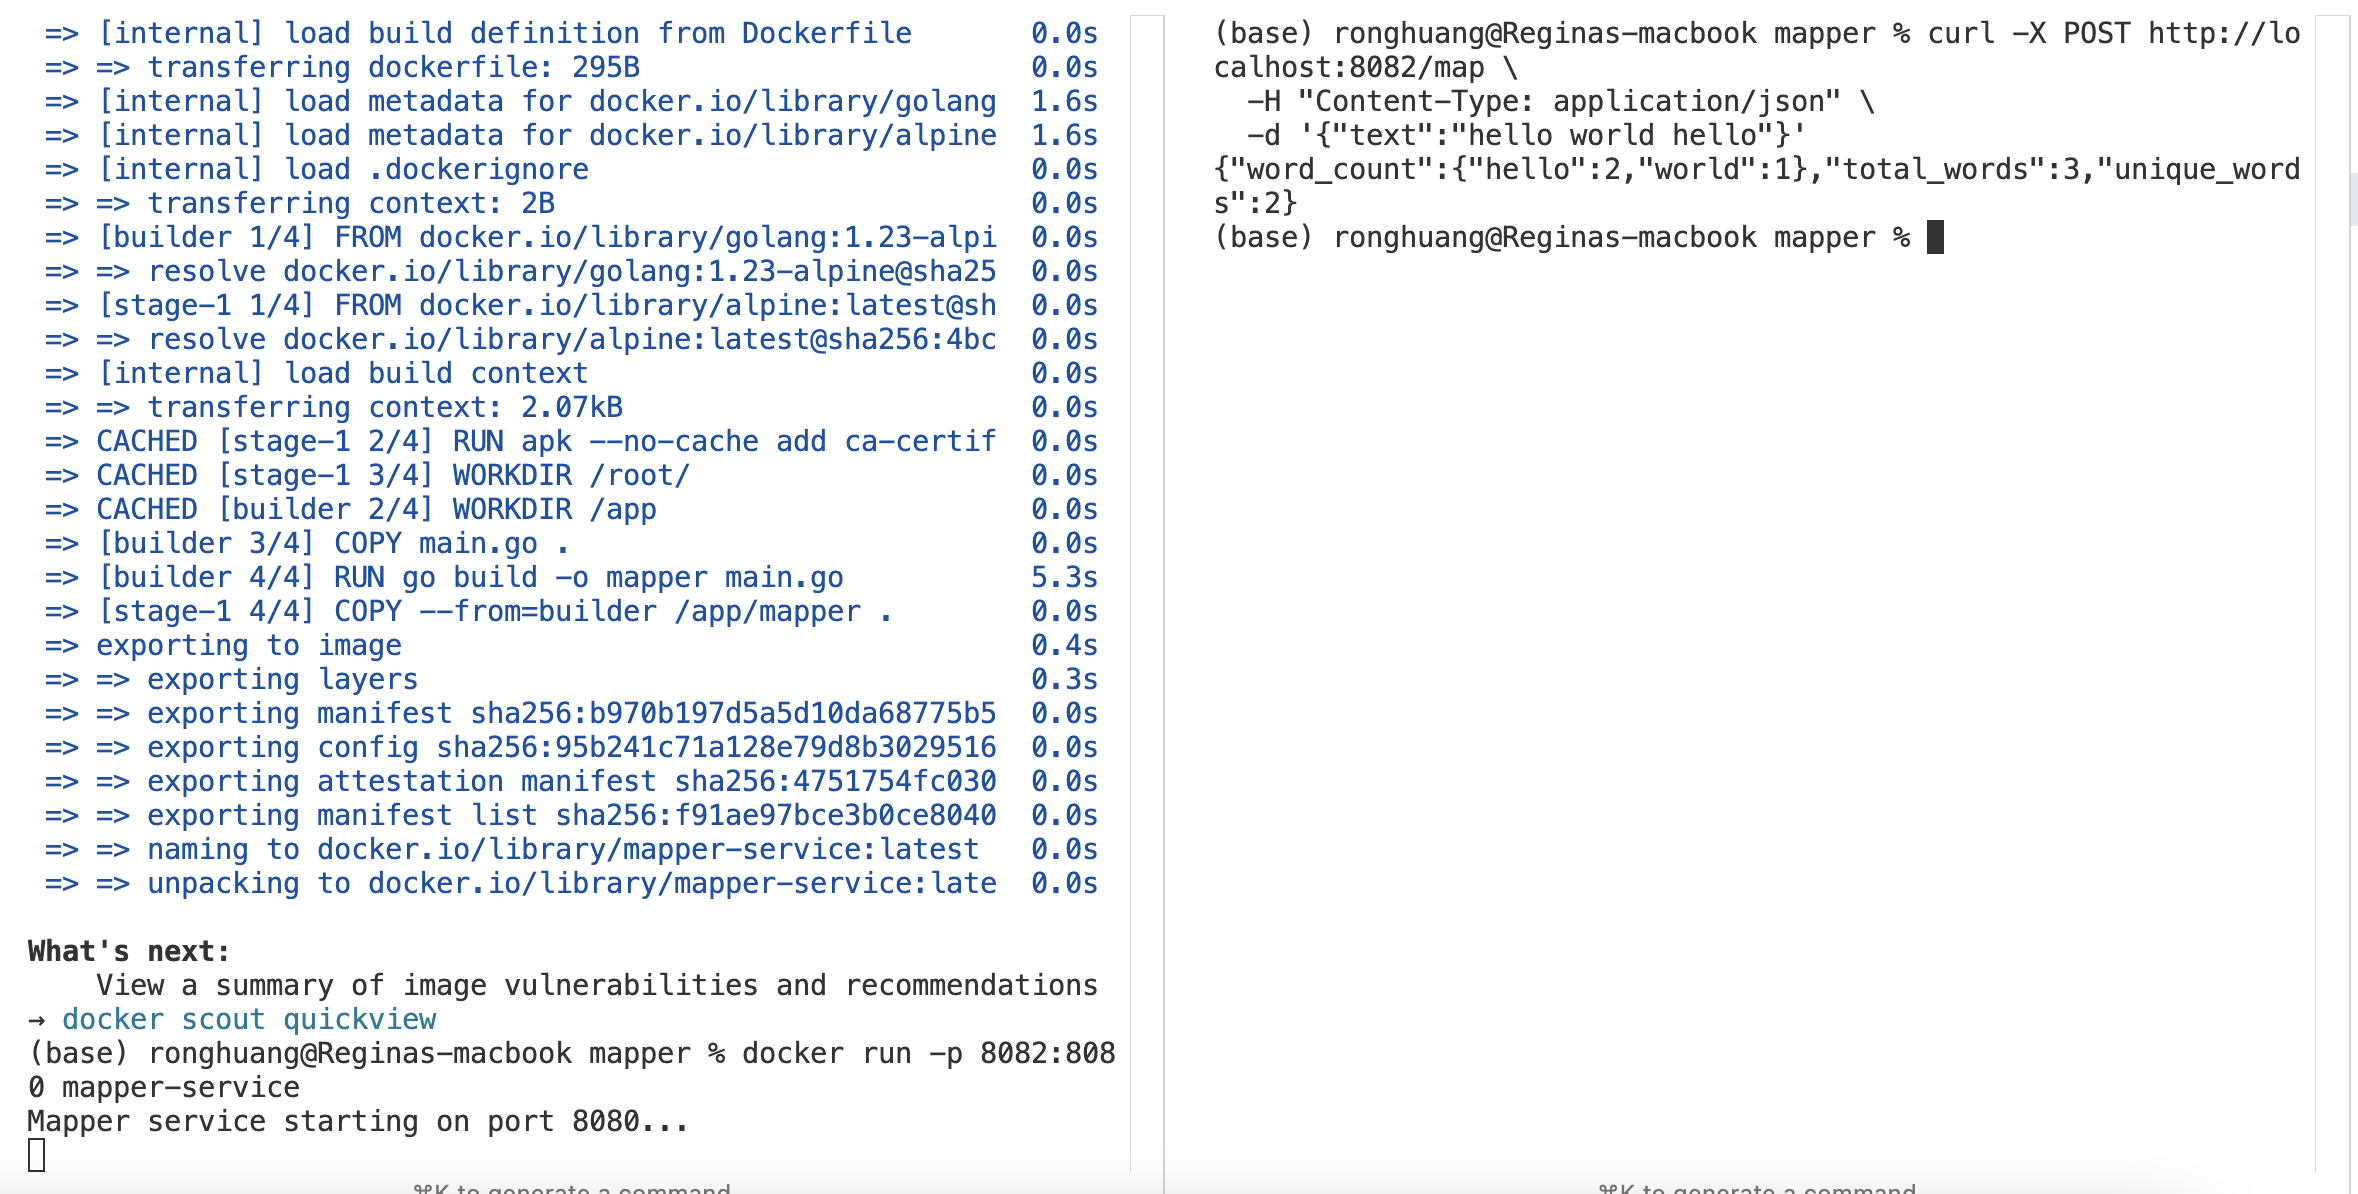 => [internal] load build definition from Dockerfile 0.0s
=> => transferring dockerfile: 295B 0.0s
=> [internal] load metadata for docker.io/library/golang 1.6s
=> [internal] load metadata for docker.io/library/alpine 1.6s
=> [internal] load .dockerignore 0.0s
=> => transferring context: 2B 0.0s
=> [builder 1/4] FROM docker.io/library/golang:1.23-alpi 0.0s
=> => resolve docker.io/library/golang:1.23-alpine@sha25 0.0s
=> [stage-1 1/4] FROM docker.io/library/alpine:latest@sh 0.0s
=> => resolve docker.io/library/alpine:latest@sha256:4bc 0.0s
=> [internal] load build context 0.0s
=> => transferring context: 2.07kB 0.0s
=> CACHED [stage-1 2/4] RUN apk --no-cache add ca-certif 0.0s
=> CACHED [stage-1 3/4] WORKDIR /root/ 0.0s
=> CACHED [builder 2/4] WORKDIR /app 0.0s
=> [builder 3/4] COPY main.go . 0.0s
=> [builder 4/4] RUN go build -o mapper main.go 5.3s
=> [stage-1 4/4] COPY --from=builder /app/mapper . 0.0s
=> exporting to image 0.4s
=> => exporting layers 0.3s
=> => exporting manifest sha256:b970b197d5a5d10da68775b5 0.0s
=> => exporting config sha256:95b241c71a128e79d8b3029516 0.0s
=> => exporting attestation manifest sha256:4751754fc030 0.0s
=> => exporting manifest list sha256:f91ae97bce3b0ce8040 0.0s
=> => naming to docker.io/library/mapper-service:latest 0.0s
=> => unpacking to docker.io/library/mapper-service:late 0.0s
What's next:
View a summary of image vulnerabilities and recommendations
→ docker scout quickview
(base) ronghuang@Reginas-macbook mapper % docker run -p 8082:808
0 mapper-service
Mapper service starting on port 8080...
⌘K to generate a command
(base) ronghuang@Reginas-macbook mapper % curl -X POST http://lo
calhost:8082/map \
-H "Content-Type: application/json" \
-d '{"text":"hello world hello"}'
{"word_count":{"hello":2,"world":1},"total_words":3,"unique_word
s":2}
(base) ronghuang@Reginas-macbook mapper %
⌘K to generate a command